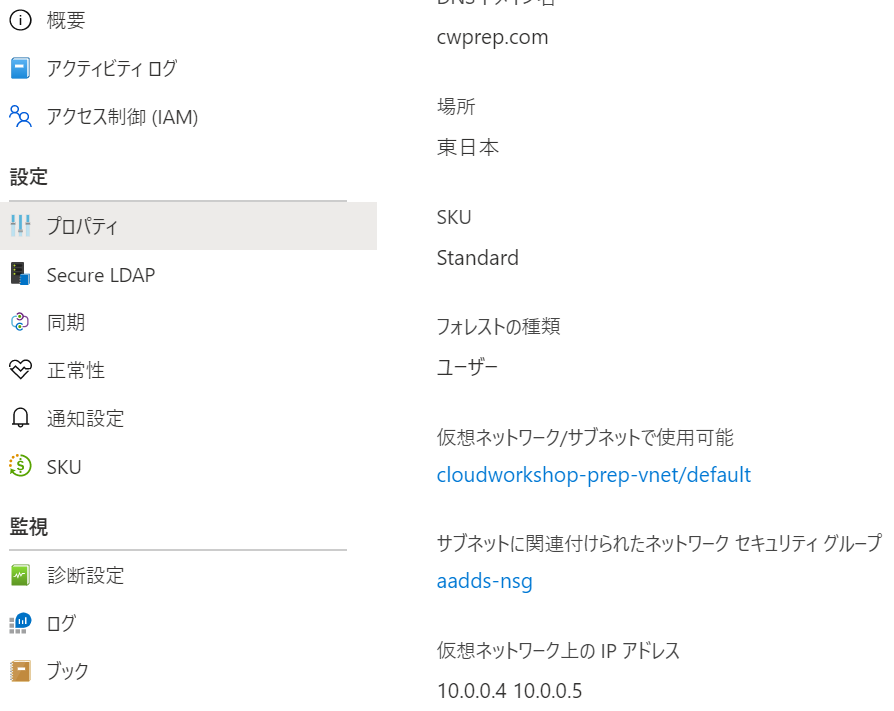 概要
アクティビティ ログ
アクセス制御 (IAM)
設定
プロパティ
Secure LDAP
同期
正常性
通知設定
SKU
監視
診断設定
ログ
ブック
DNS ドメイン名
cwprep.com
場所
東日本
SKU
Standard
フォレストの種類
ユーザー
仮想ネットワーク/サブネットで使用可能
cloudworkshop-prep-vnet/default
サブネットに関連付けられたネットワーク セキュリティ グループ
aadds-nsg
仮想ネットワーク上の IP アドレス
10.0.0.4 10.0.0.5